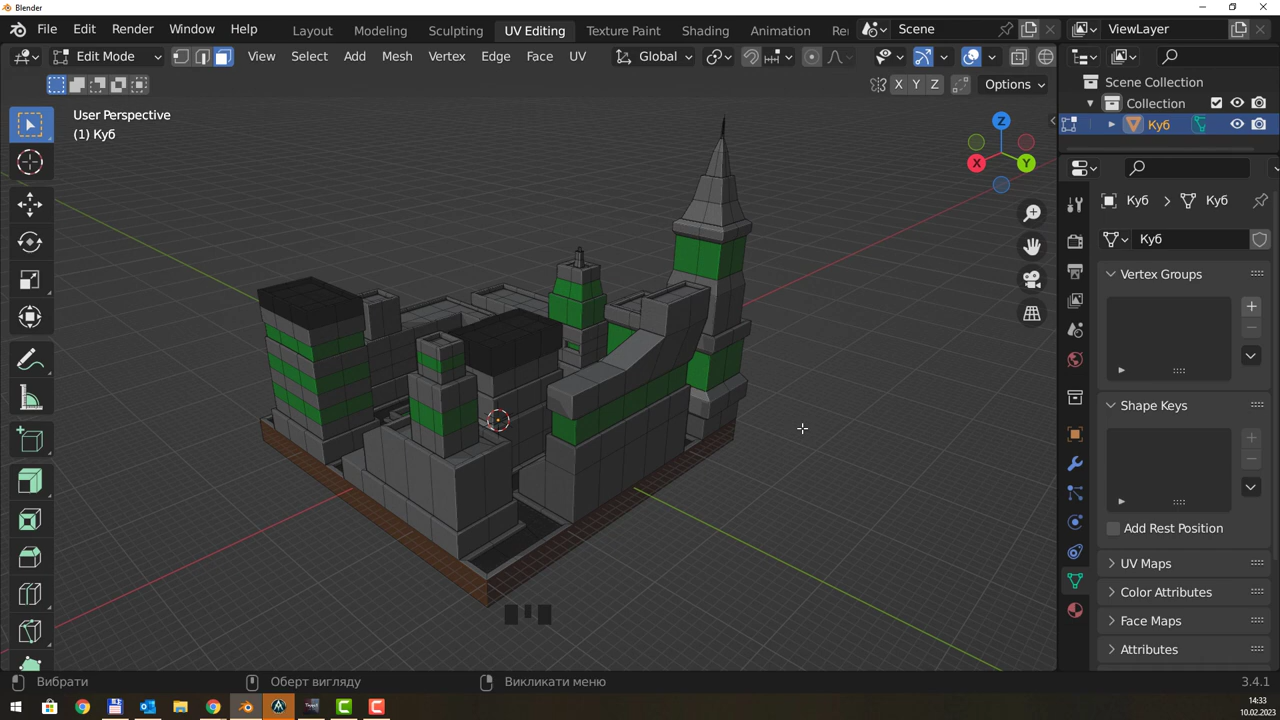 Blender
File Edit Render Window Help
Layout Modeling Sculpting UV Editing Texture Paint Shading Animation Re
Scene
ViewLayer
Edit Mode
View Select Add Mesh Vertex Edge Face UV
Global
X Y Z
Options
User Perspective
(1) Куб
Z
X
Y
Scene Collection
Collection
Куб
Куб
Куб
Куб
Vertex Groups
Shape Keys
Add Rest Position
UV Maps
Color Attributes
Face Maps
Attributes
Вибрати
Оберт вигляду
Викликати меню
3.4.1
14:33
10.02.2023